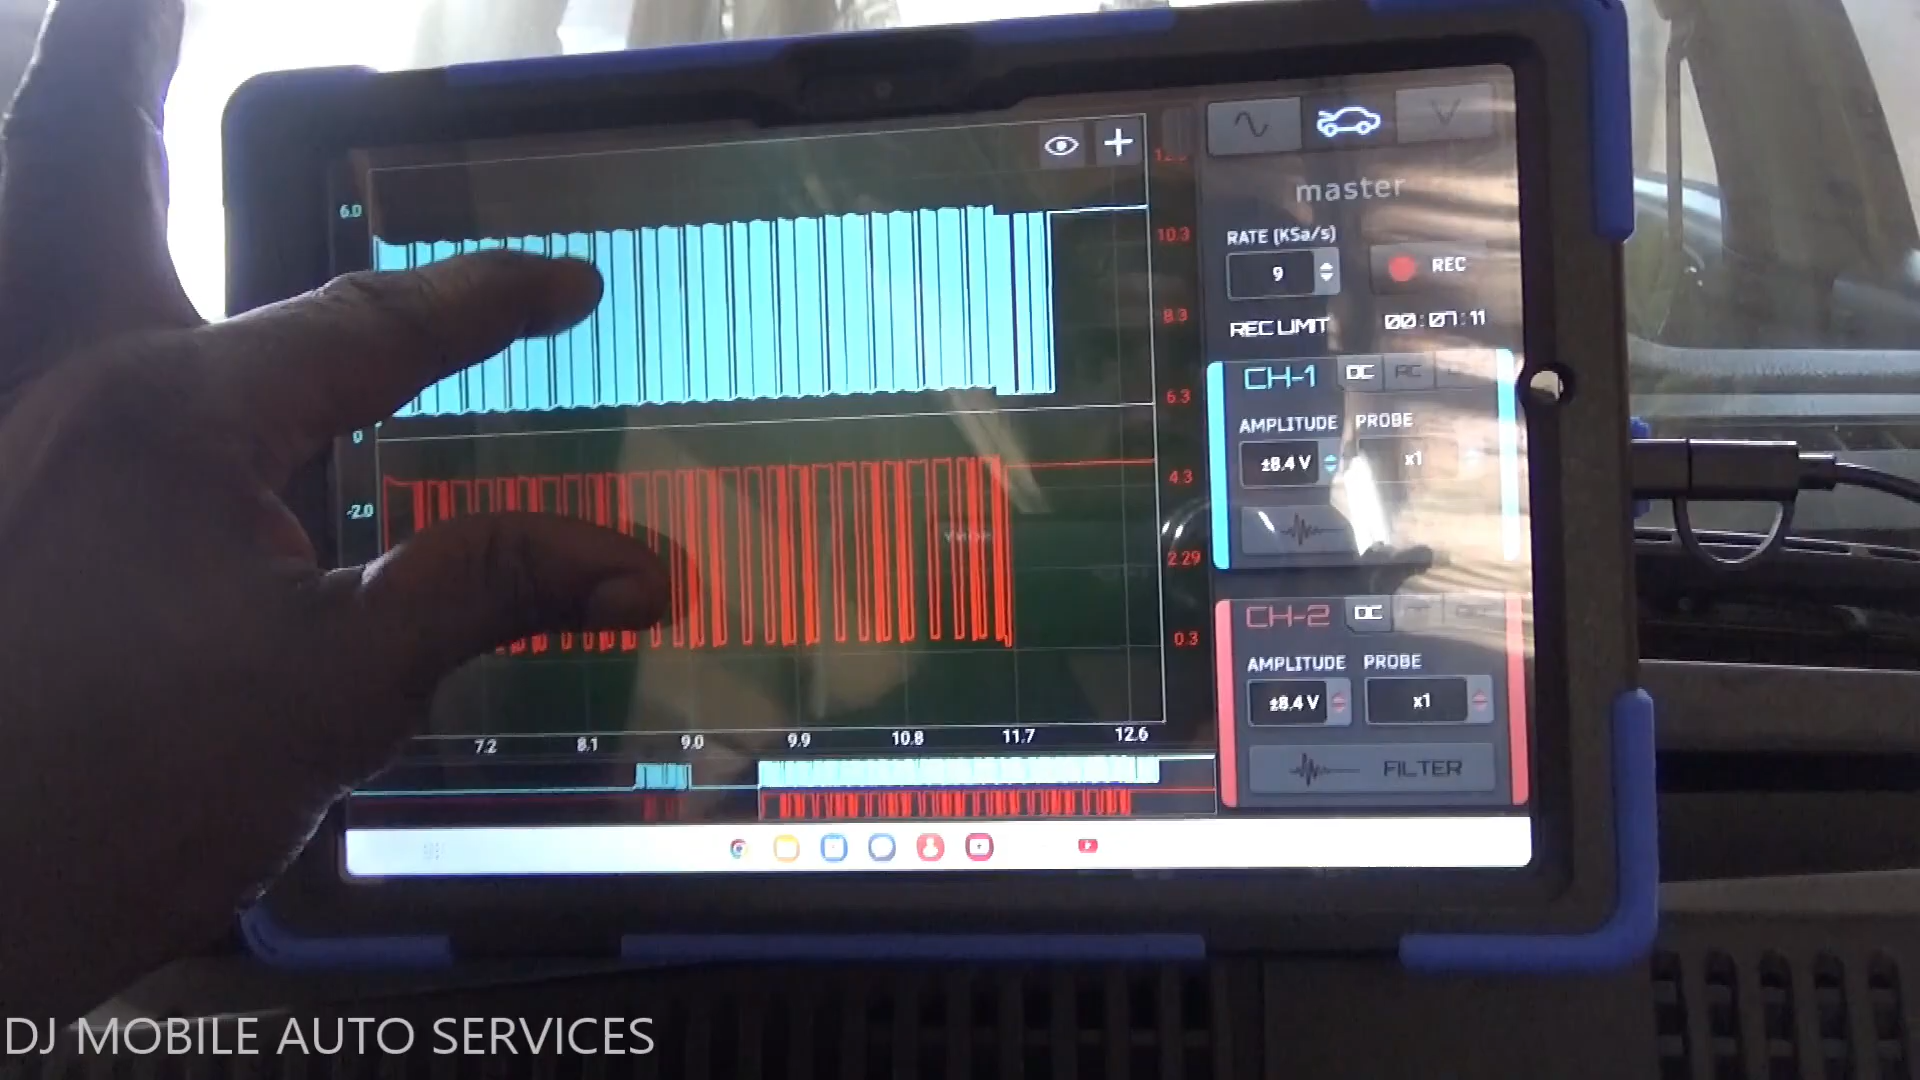 master
RATE (KSa/s)
9
REC
REC LIMIT
00:07:11
6.0
0
-2.0
10.3
8.3
6.3
4.3
2.29
0.3
CH-1
DC
AC
AMPLITUDE
PROBE
±8.4 V
x1
CH-2
DC
AMPLITUDE
PROBE
±8.4 V
x1
FILTER
7.2
8.1
9.0
9.9
10.8
11.7
12.6
DJ MOBILE AUTO SERVICES